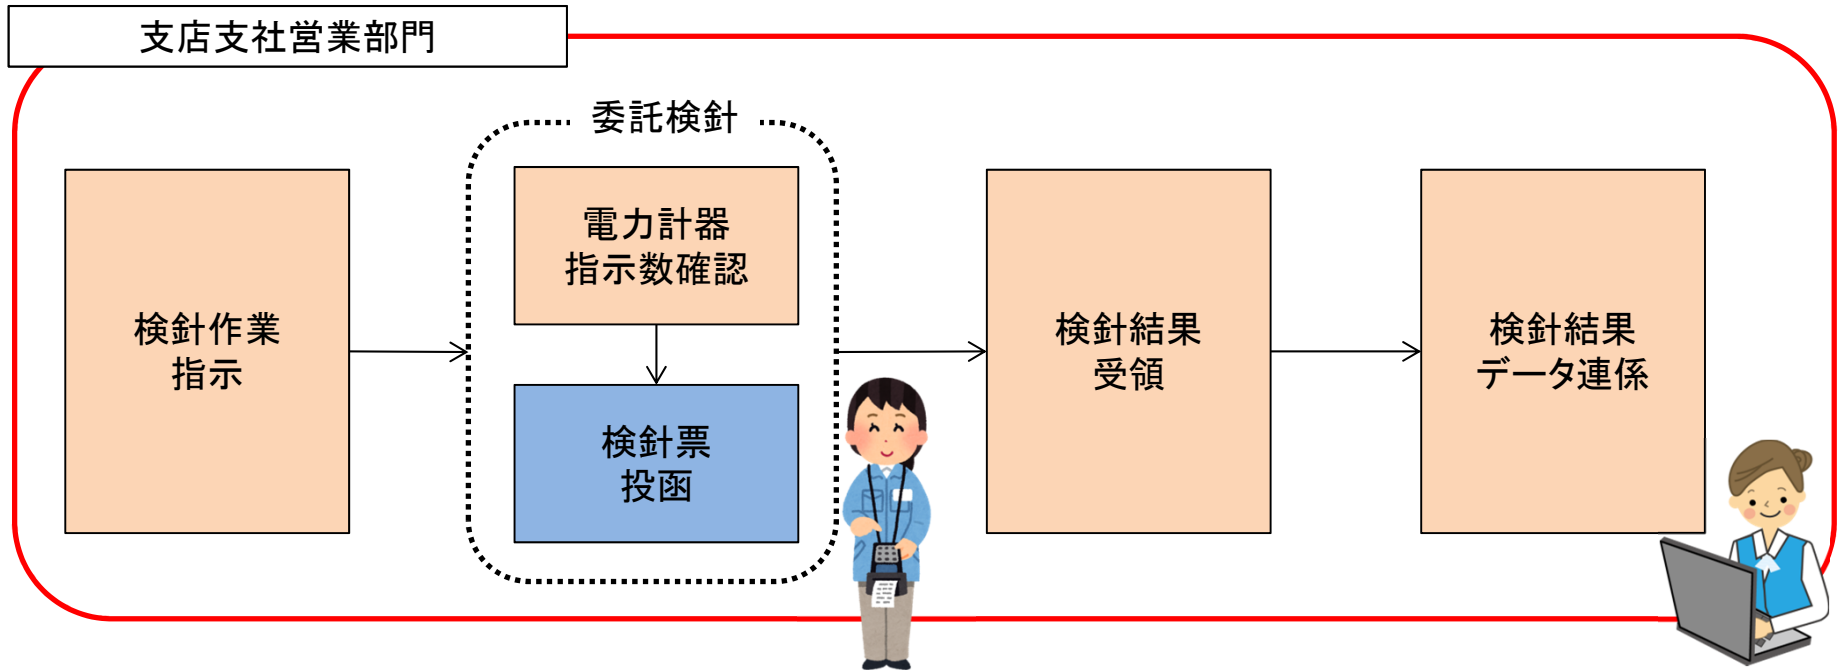 支店支社営業部門
委託検針
検針作業
指示
電力計器
指示数確認
検針票
投函
検針結果
受領
検針結果
データ連係